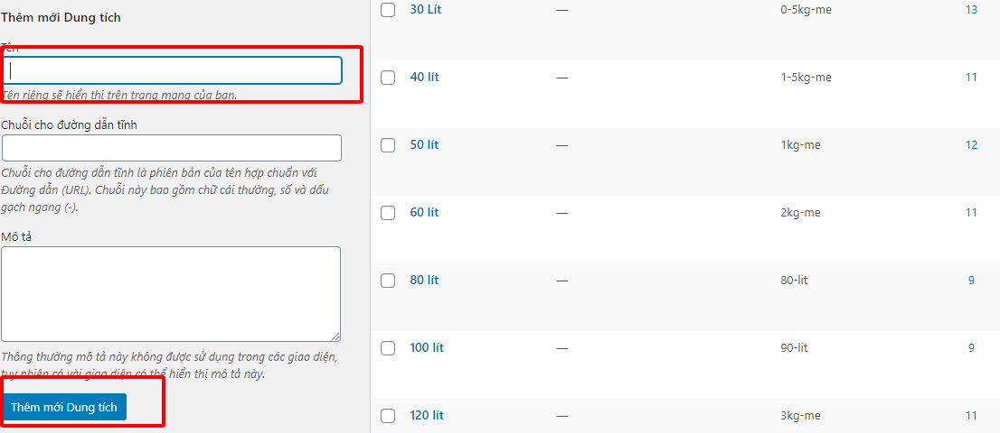 Thêm mới Dung tích
Tên
Tên riêng sẽ hiển thị trên trang mạng của bạn.
Chuỗi cho đường dẫn tĩnh
Chuỗi cho đường dẫn tĩnh là phiên bản của tên hợp chuẩn với
Đường dẫn (URL). Chuỗi này bao gồm chữ cái thường, số và dấu
gạch ngang (-).
Mô tả
Thông thường mô tả này không được sử dụng trong các giao diện,
tuy nhiên có vài giao diện có thể hiển thị mô tả này.
Thêm mới Dung tích
30 Lít — 0-5kg-me 13
40 lít — 1-5kg-me 11
50 lít — 1kg-me 12
60 lít — 2kg-me 11
80 lít — 80-lit 9
100 lít — 90-lit 9
120 lít — 3kg-me 11